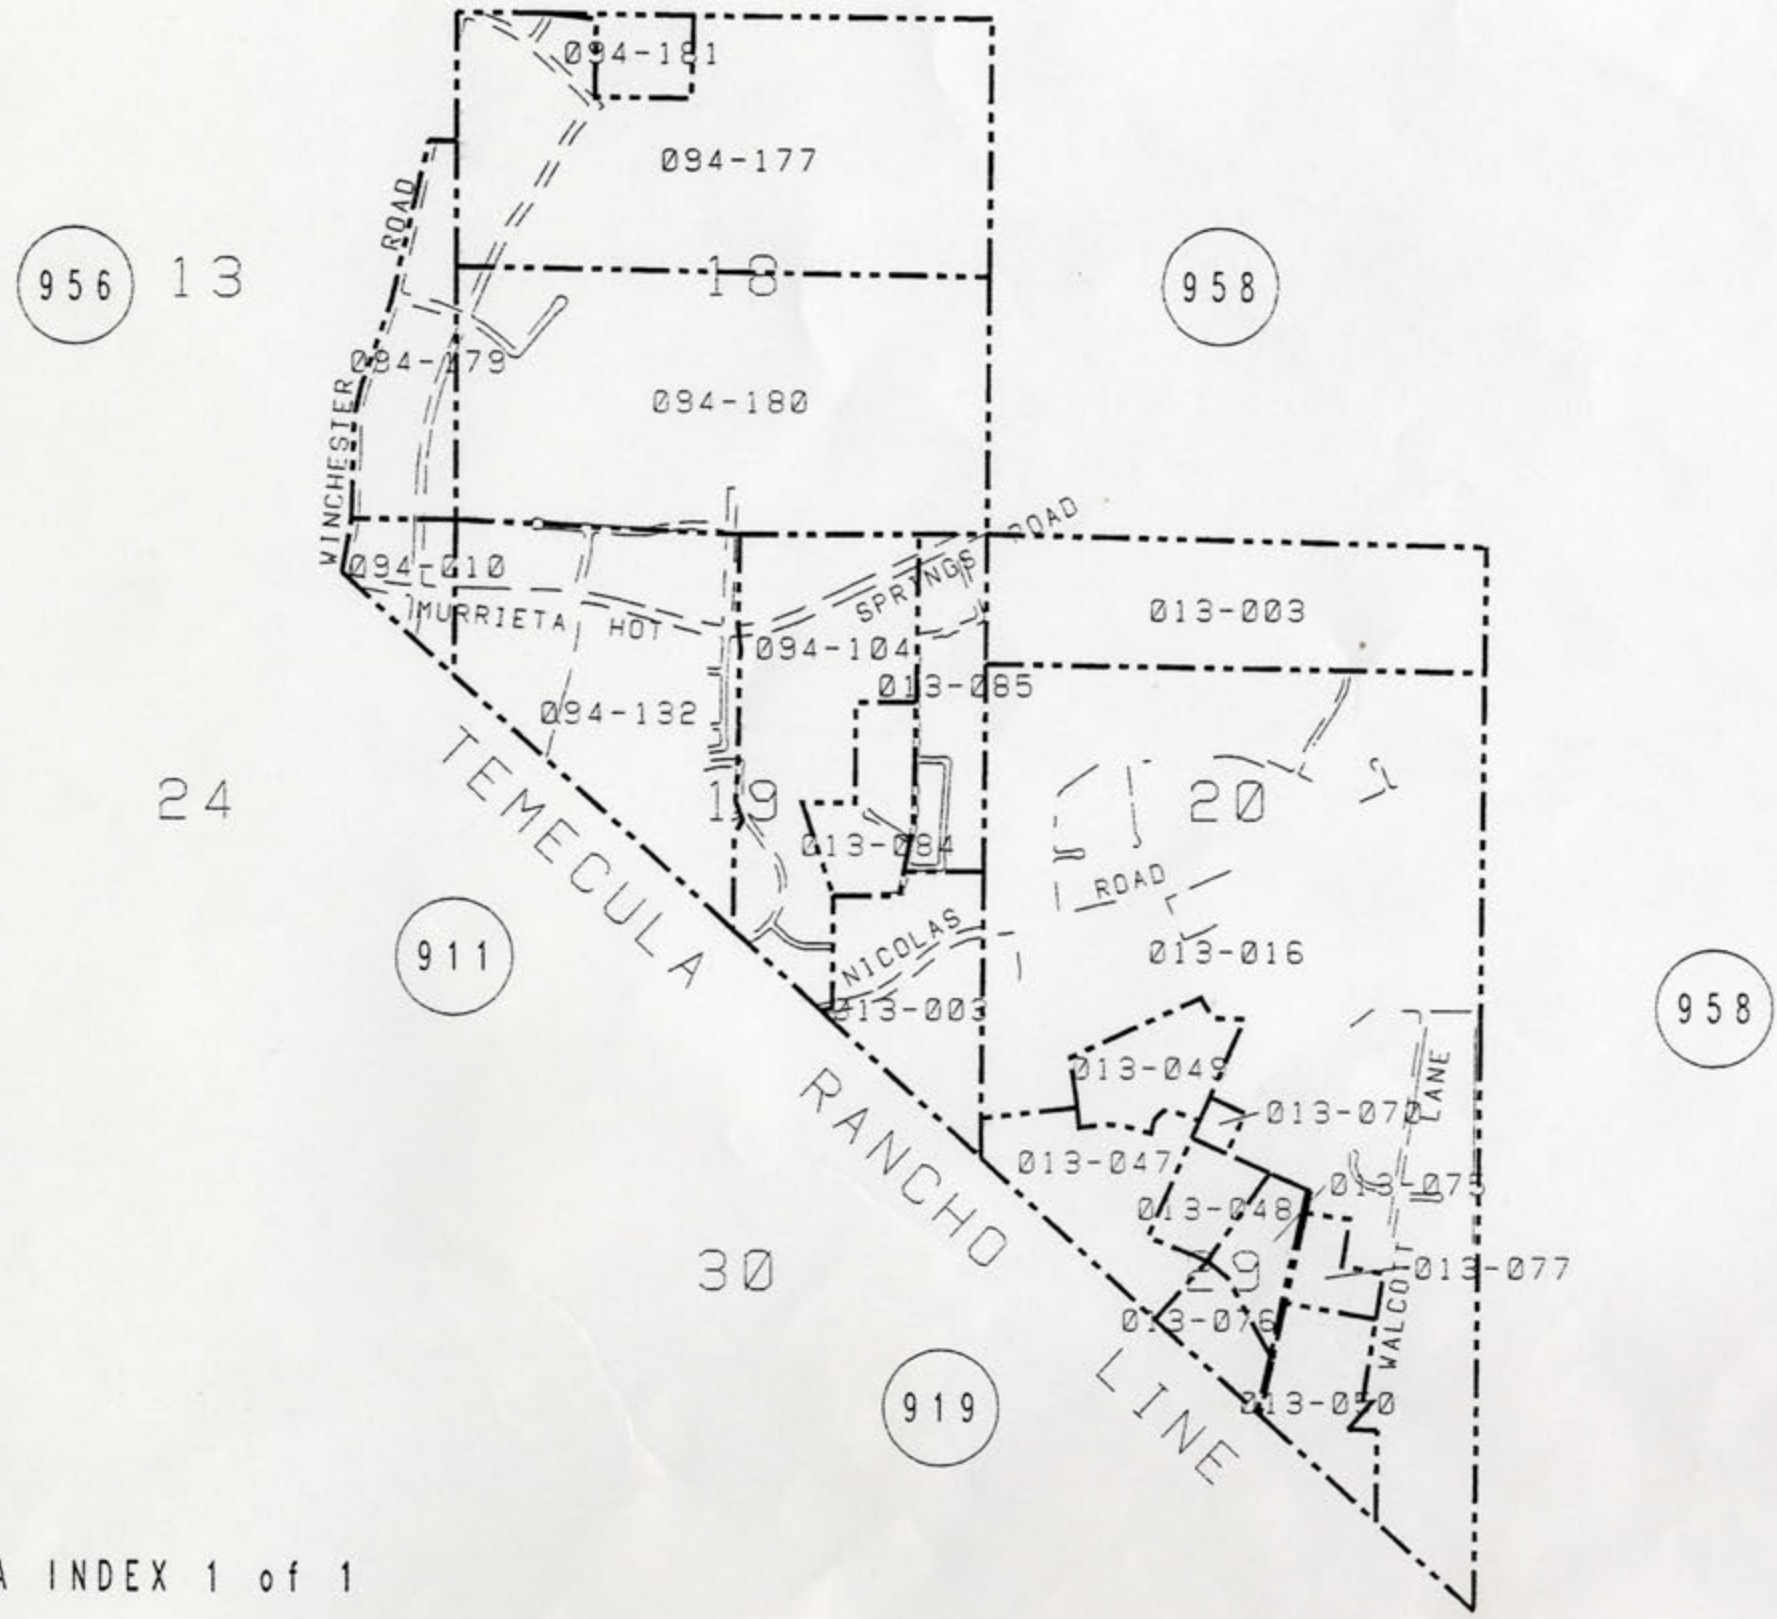 094-181
094-177
ROAD
956
13
18
958
094-179
094-180
WINCHESTER
ROAD
094-010
SPRINGS
MURRIETA HOT
013-003
094-104
013-085
094-132
TEMECULA
24
19
20
013-084
ROAD
911
NICOLAS
013-016
013-003
958
013-049
LANE
RANCHO
013-070
013-047
013-075
013-048
30
29
013-077
013-076
WALCOTT
LINE
919
013-050
A INDEX 1 of 1